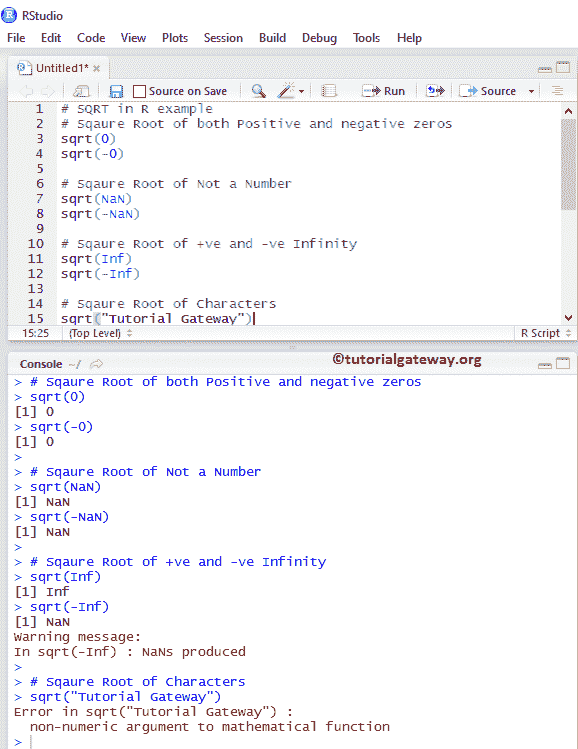 RStudio
File Edit Code View Plots Session Build Debug Tools Help
Untitled1*
Source on Save Run Source
1 # SQRT in R example
2 # Sqaure Root of both Positive and negative zeros
3 sqrt(0)
4 sqrt(-0)
5
6 # Sqaure Root of Not a Number
7 sqrt(NaN)
8 sqrt(-NaN)
9
10 # Sqaure Root of +ve and -ve Infinity
11 sqrt(Inf)
12 sqrt(-Inf)
13
14 # Sqaure Root of Characters
15 sqrt("Tutorial Gateway")
15:25 (Top Level) R Script
Console ~/ ©tutorialgateway.org
> # Sqaure Root of both Positive and negative zeros
> sqrt(0)
[1] 0
> sqrt(-0)
[1] 0
>
> # Sqaure Root of Not a Number
> sqrt(NaN)
[1] NaN
> sqrt(-NaN)
[1] NaN
>
> # Sqaure Root of +ve and -ve Infinity
> sqrt(Inf)
[1] Inf
> sqrt(-Inf)
[1] NaN
Warning message:
In sqrt(-Inf) : NaNs produced
>
> # Sqaure Root of Characters
> sqrt("Tutorial Gateway")
Error in sqrt("Tutorial Gateway") :
non-numeric argument to mathematical function
>